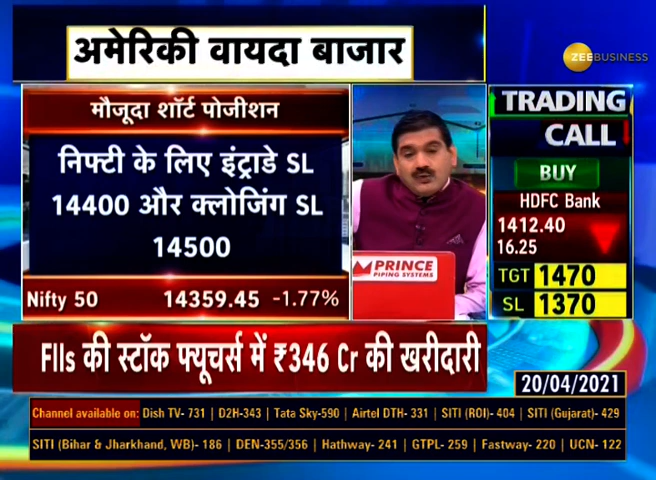 अमेरिकी वायदा बाजार
ZEE BUSINESS
मौजूदा शॉर्ट पोजीशन
निफ्टी के लिए इंट्राडे SL
14400 और क्लोजिंग SL
14500
Nifty 50 14359.45 -1.77%
PRINCE
PIPING SYSTEMS
TRADING
CALL
BUY
HDFC Bank
1412.40
16.25
TGT 1470
SL 1370
FIIs की स्टॉक फ्यूचर्स में ₹346 Cr की खरीदारी
20/04/2021
Channel available on: Dish TV- 731 | D2H-343 | Tata Sky-590 | Airtel DTH- 331 | SITI (ROI)- 404 | SITI (Gujarat)- 429
SITI (Bihar & Jharkhand, WB)- 186 | DEN-355/356 | Hathway- 241 | GTPL- 259 | Fastway- 220 | UCN- 122